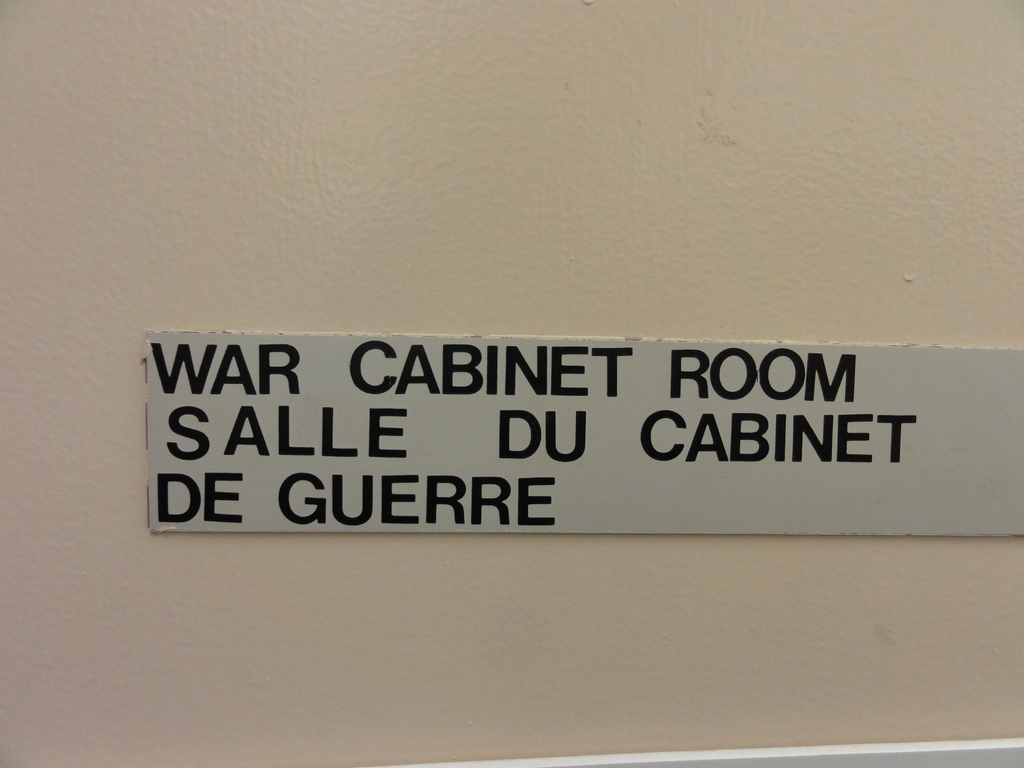 WAR CABINET ROOM
SALLE DU CABINET
DE GUERRE